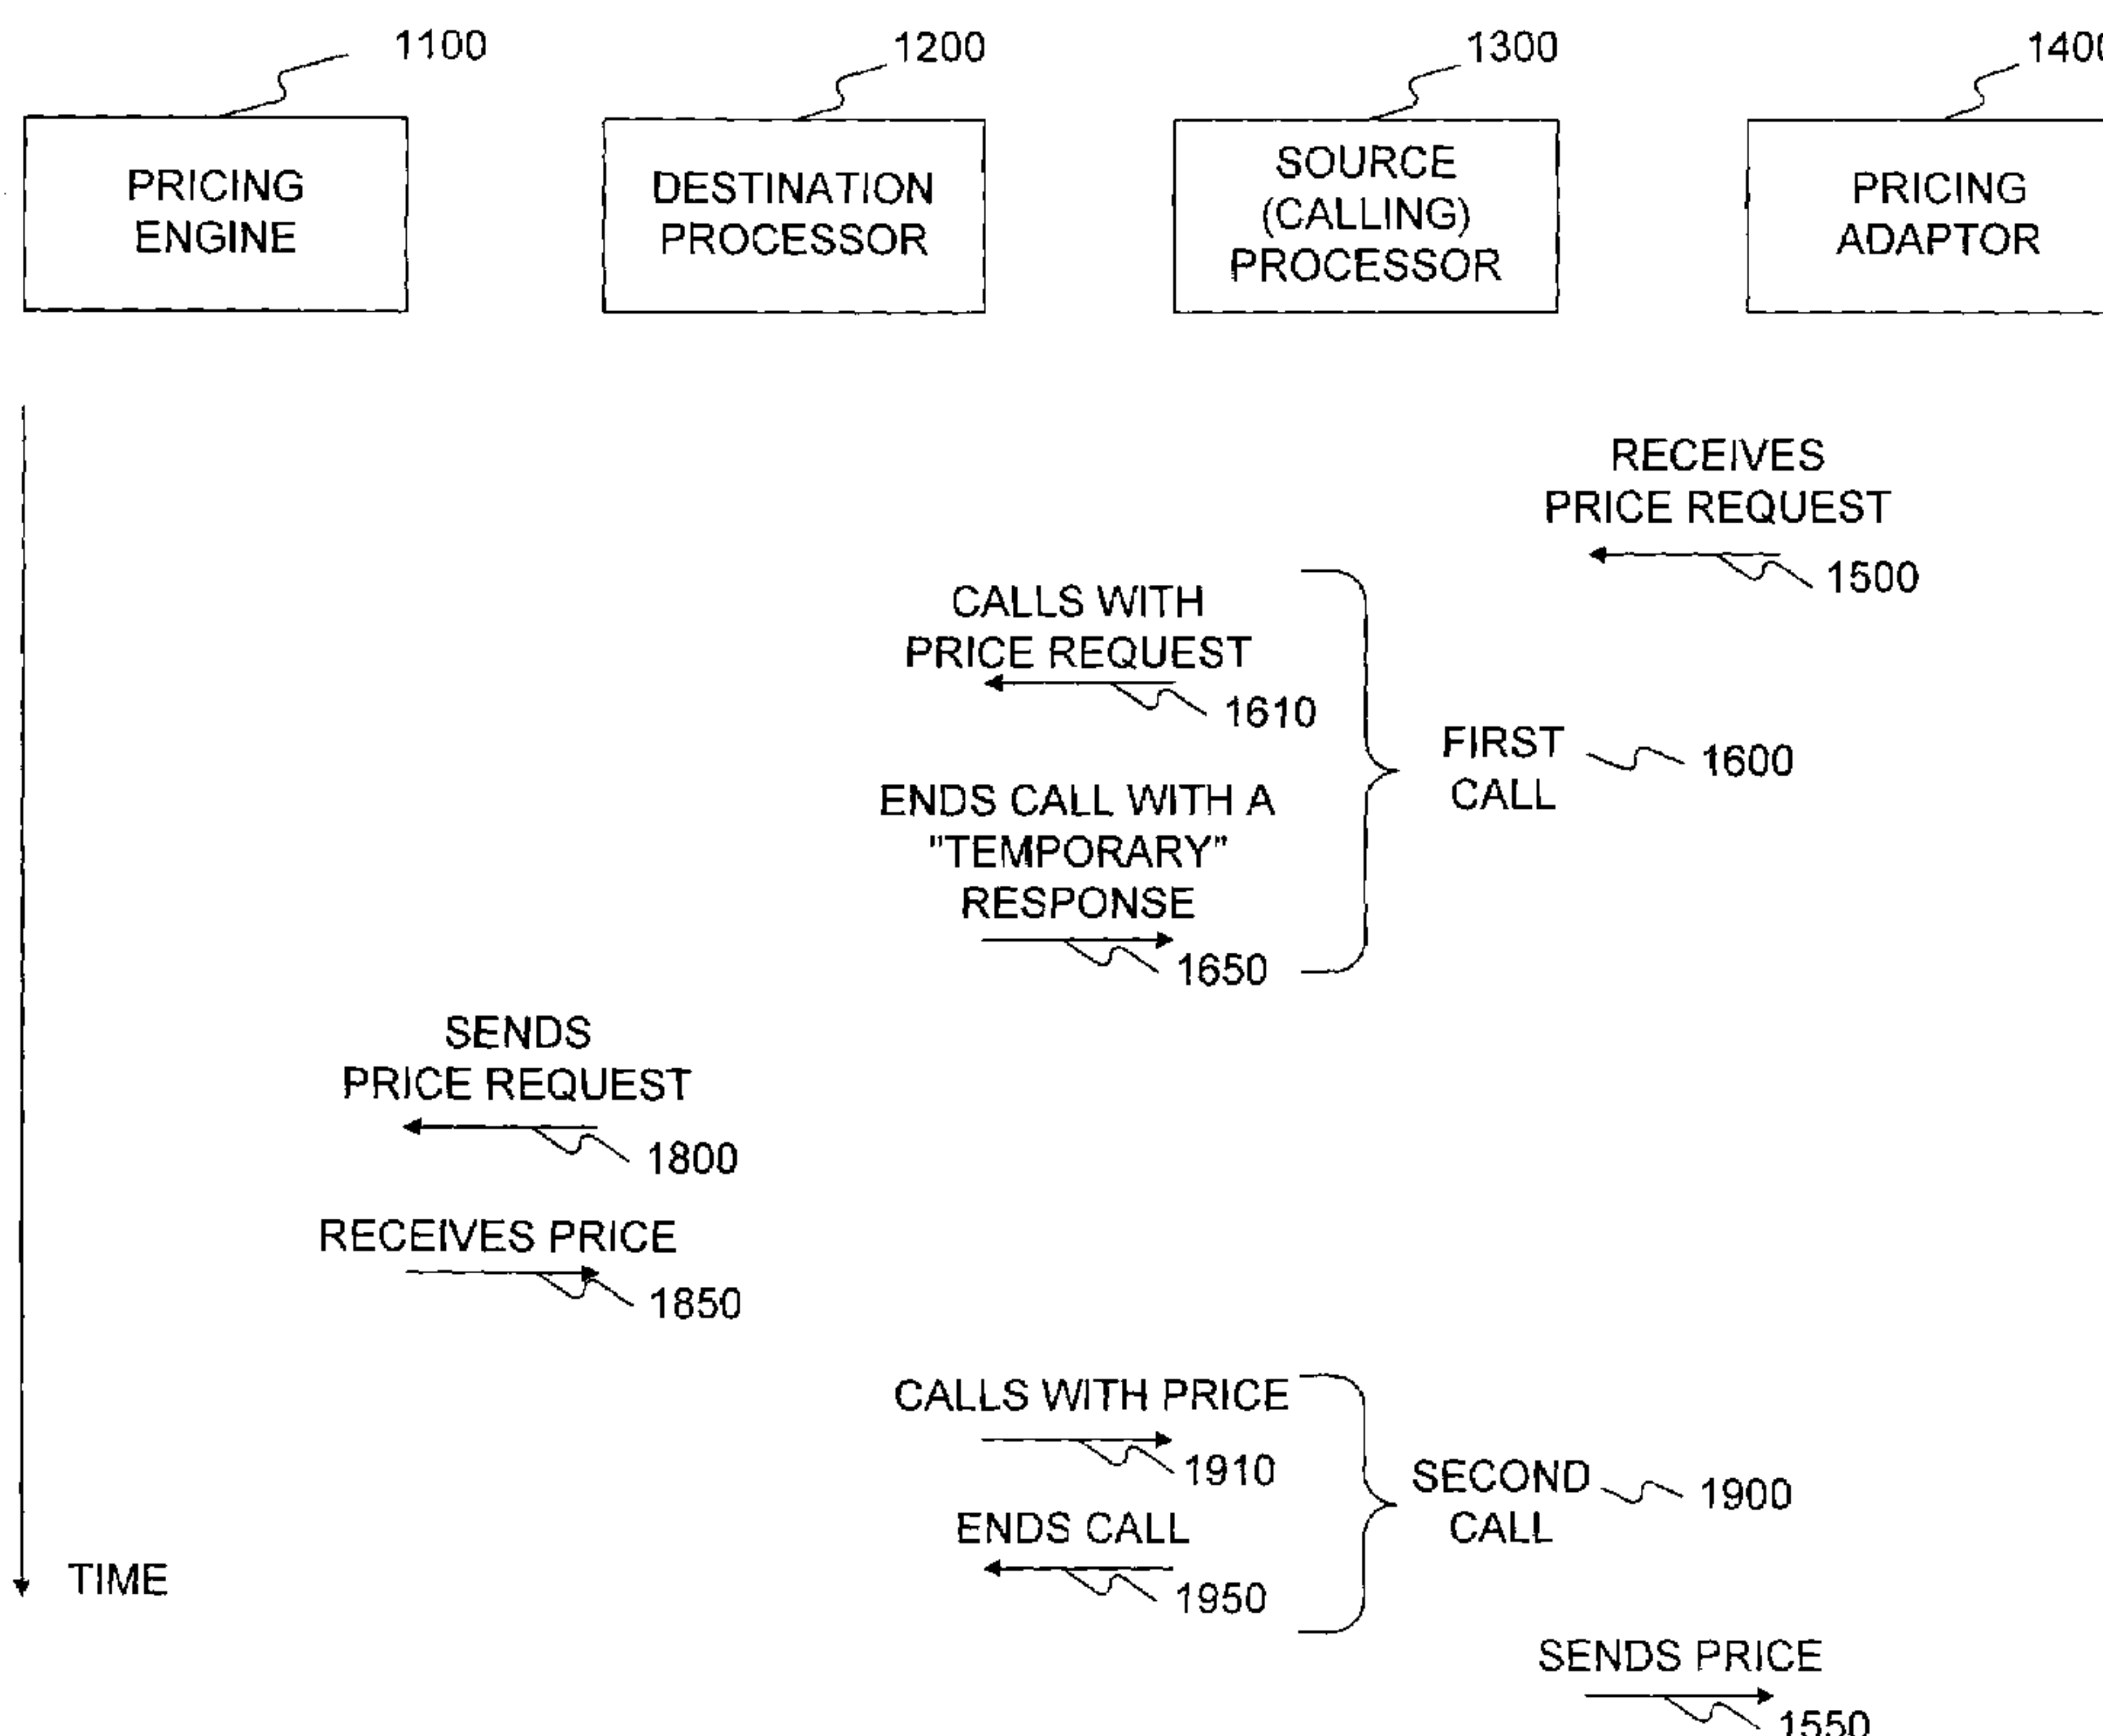 1100
1200
1300
1400
PRICING
ENGINE
DESTINATION
PROCESSOR
SOURCE
(CALLING)
PROCESSOR
PRICING
ADAPTOR
RECEIVES
PRICE REQUEST
1500
CALLS WITH
PRICE REQUEST
1610
FIRST
CALL
1600
ENDS CALL WITH A
"TEMPORARY"
RESPONSE
1650
SENDS
PRICE REQUEST
1800
RECEIVES PRICE
1850
CALLS WITH PRICE
1910
SECOND
CALL
1900
ENDS CALL
1950
TIME
SENDS PRICE
1550